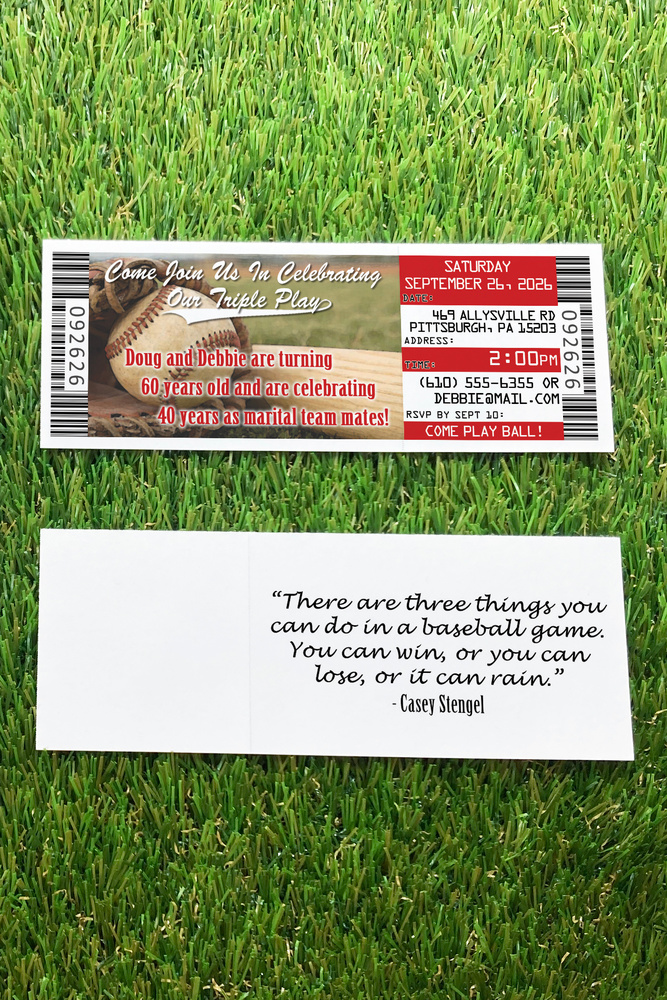 092626
Come Join Us In Celebrating
Our Triple Play
Doug and Debbie are turning
60 years old and are celebrating
40 years as marital team mates!
SATURDAY
SEPTEMBER 26, 2026
DATE:
469 ALLYSVILLE RD
PITTSBURGH, PA 15203
ADDRESS:
TIME: 2:00PM
(610) 555-6355 OR
DEBBIE@MAIL.COM
RSVP BY SEPT 10:
COME PLAY BALL!
092626
“There are three things you
can do in a baseball game.
You can win, or you can
lose, or it can rain.”
- Casey Stengel